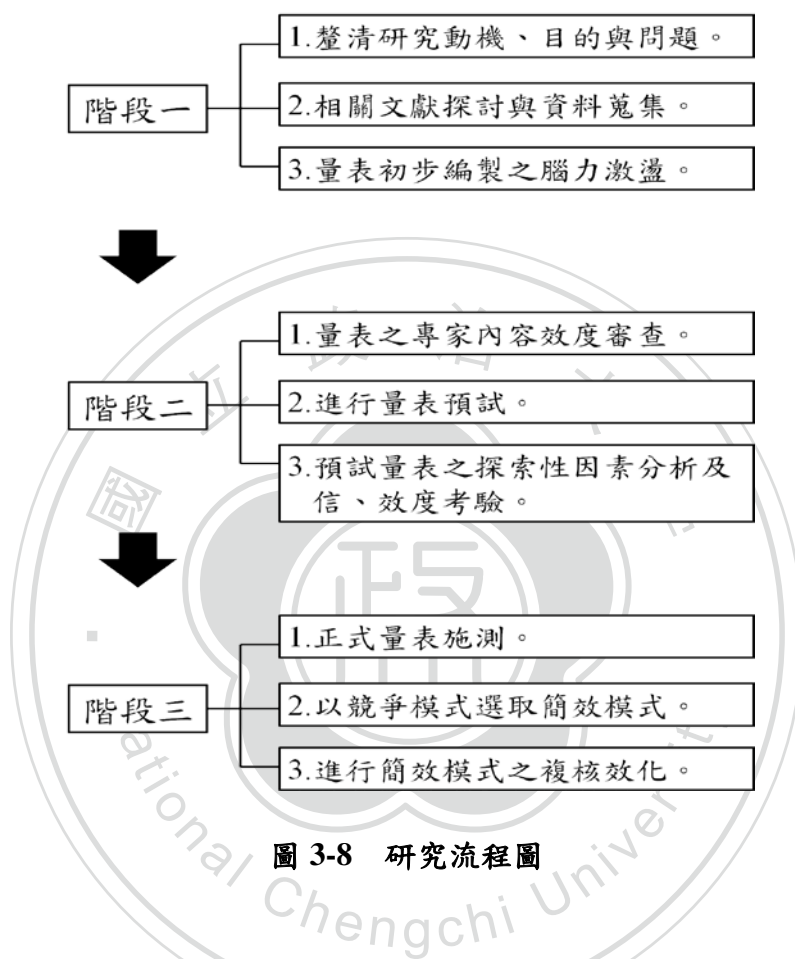 1.釐清研究動機、目的與問題。
階段一
2.相關文獻探討與資料蒐集。
3.量表初步編製之腦力激盪。
1.量表之專家內容效度審查。
階段二
2.進行量表預試。
3.預試量表之探索性因素分析及
信、效度考驗。
1.正式量表施測。
階段三
2.以競爭模式選取簡效模式。
3.進行簡效模式之複核效化。
圖 3-8 研究流程圖
國立政治大
ational Chengchi Univer